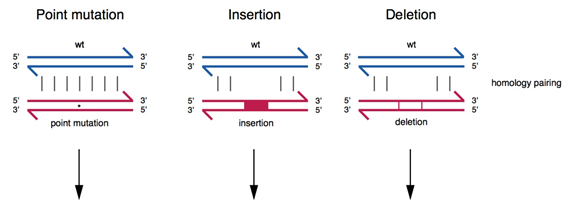 Point mutation Insertion Deletion
wt wt wt
5' 3' 5' 3' 5' 3'
3' 5' 3' 5' 3' 5'
homology pairing
5' 3' 5' 3' 5' 3'
3' 5' 3' 5' 3' 5'
point mutation insertion deletion